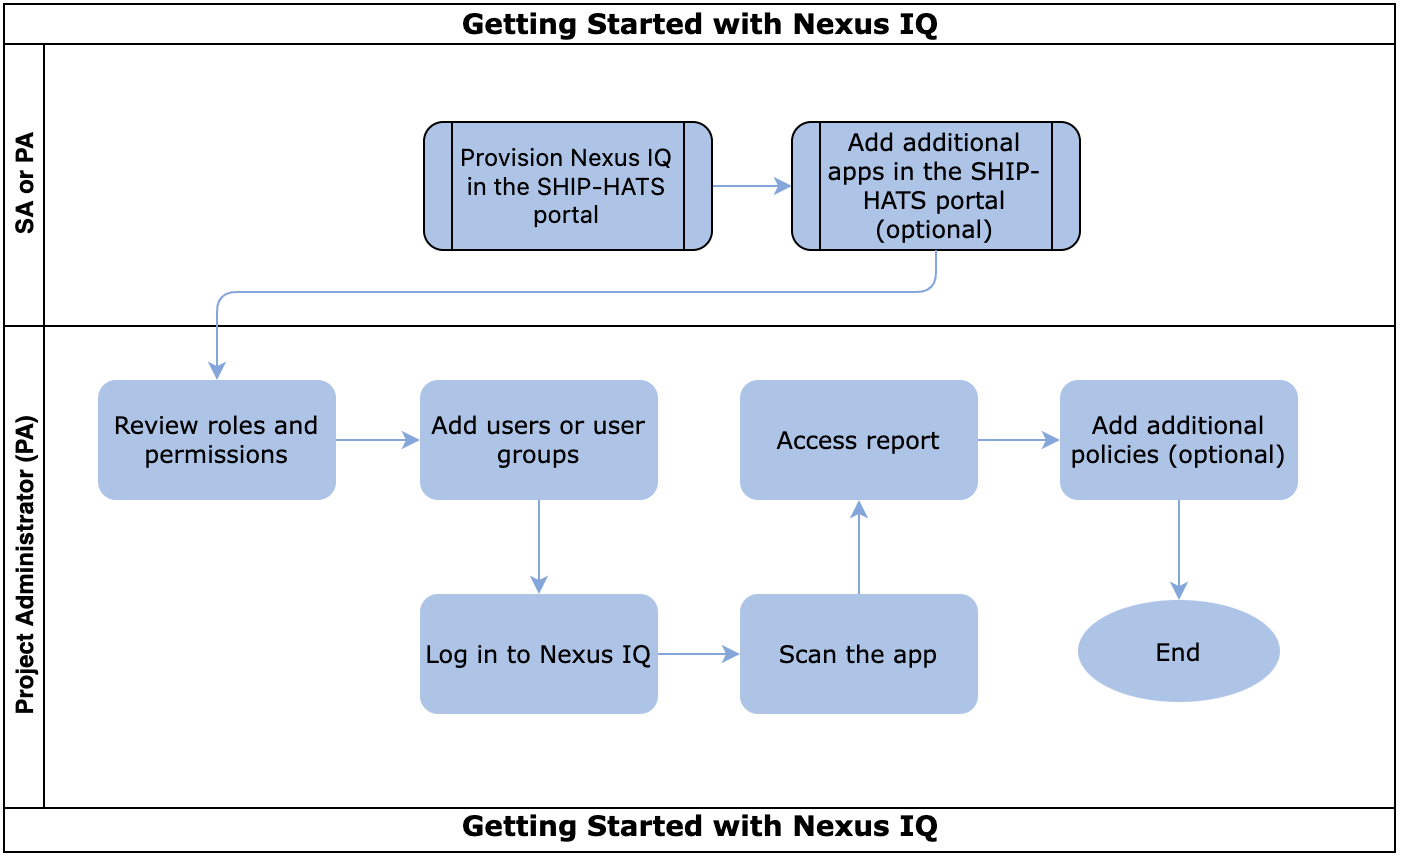 Getting Started with Nexus IQ
SA or PA
Provision Nexus IQ
in the SHIP-HATS
portal
Add additional
apps in the SHIP-
HATS portal
(optional)
Project Administrator (PA)
Review roles and
permissions
Add users or user
groups
Access report
Add additional
policies (optional)
Log in to Nexus IQ
Scan the app
End
Getting Started with Nexus IQ